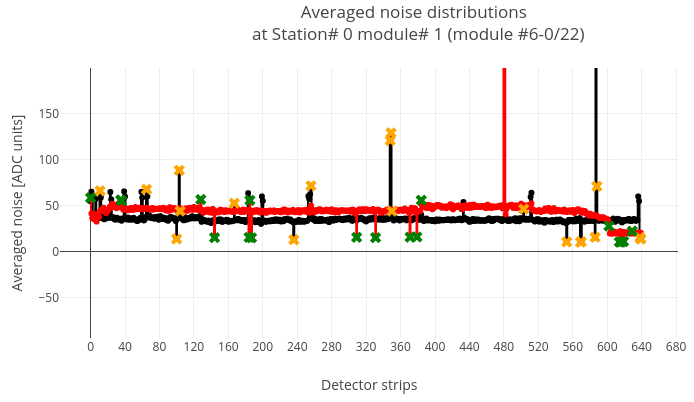 Averaged noise distributions
at Station# 0 module# 1 (module #6-0/22)
Averaged noise [ADC units]
150
100
50
0
−50
0 40 80 120 160 200 240 280 320 360 400 440 480 520 560 600 640 680
Detector strips